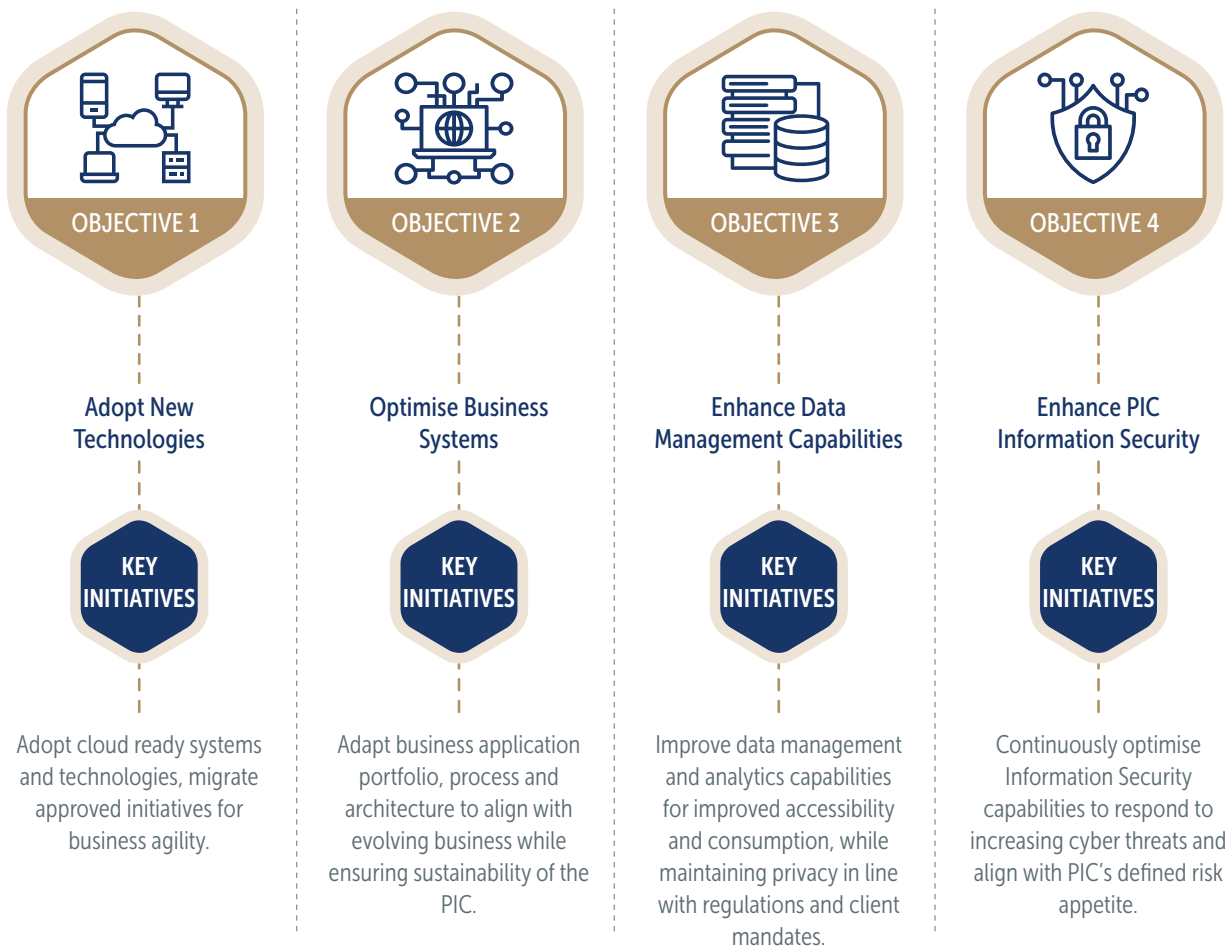 OBJECTIVE 1
Adopt New
Technologies
KEY
INITIATIVES
Adopt cloud ready systems
and technologies, migrate
approved initiatives for
business agility.
OBJECTIVE 2
Optimise Business
Systems
KEY
INITIATIVES
Adapt business application
portfolio, process and
architecture to align with
evolving business while
ensuring sustainability of the
PIC.
OBJECTIVE 3
Enhance Data
Management Capabilities
KEY
INITIATIVES
Improve data management
and analytics capabilities
for improved accessibility
and consumption, while
maintaining privacy in line
with regulations and client
mandates.
OBJECTIVE 4
Enhance PIC
Information Security
KEY
INITIATIVES
Continuously optimise
Information Security
capabilities to respond to
increasing cyber threats and
align with PIC’s defined risk
appetite.